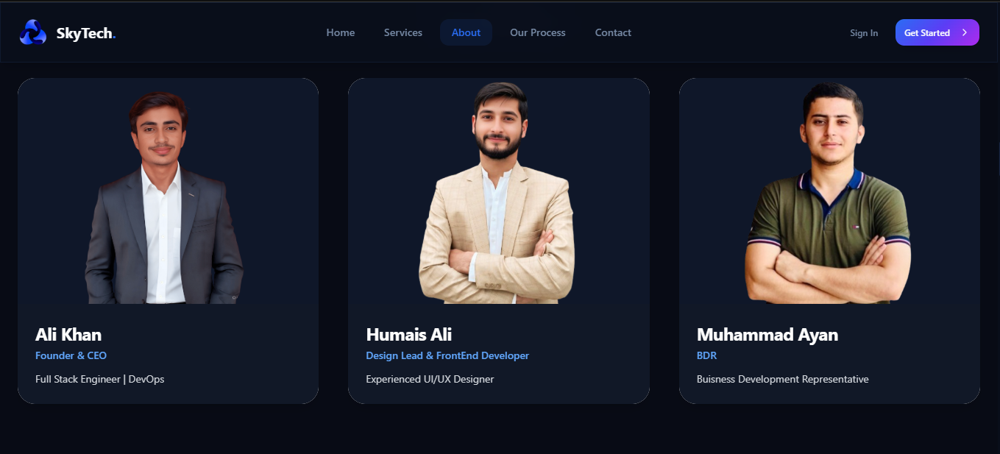 SkyTech.
Home
Services
About
Our Process
Contact
Sign In
Get Started
Ali Khan
Founder & CEO
Full Stack Engineer | DevOps
Humais Ali
Design Lead & FrontEnd Developer
Experienced UI/UX Designer
Muhammad Ayan
BDR
Buisness Development Representative